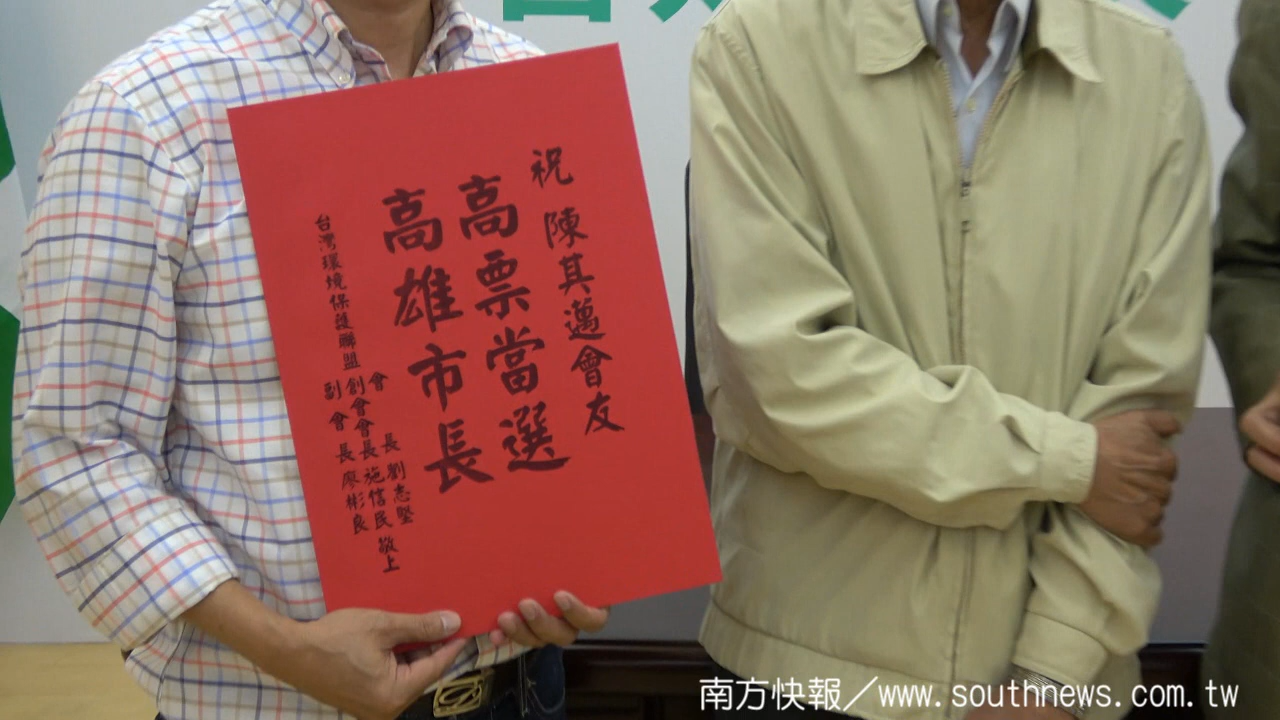 祝 陳其邁會友
高票當選
高雄市長
台灣環境保護聯盟
會長劉志堅
創會會長施信民 敬上
副會長廖彬良
南方快報／www.southnews.com.tw